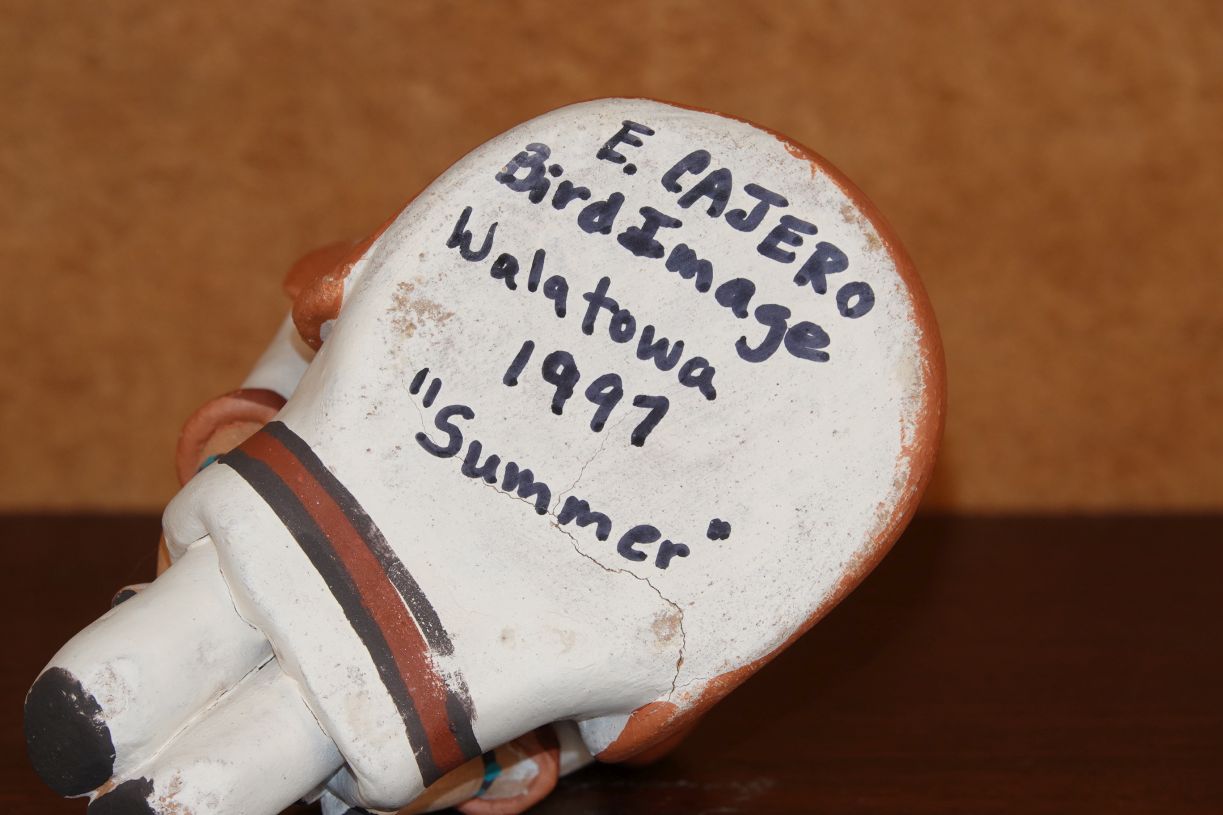 E. CAJERO
Bird Image
Walatowa
1997
"Summer"